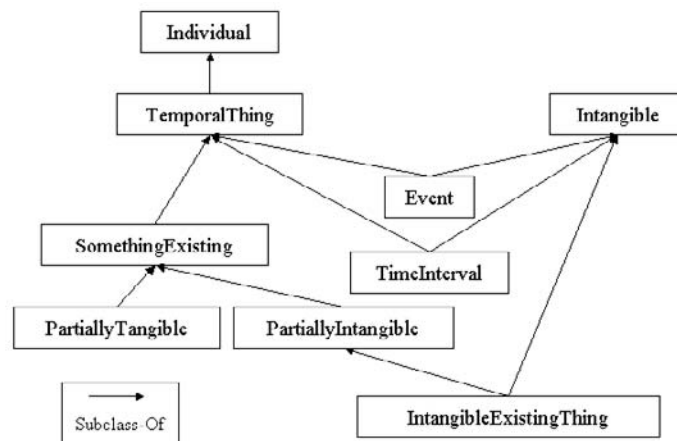 Individual
TemporalThing
Intangible
Event
SomethingExisting
TimeInterval
PartiallyTangible
PartiallyIntangible
Subclass-Of
IntangibleExistingThing